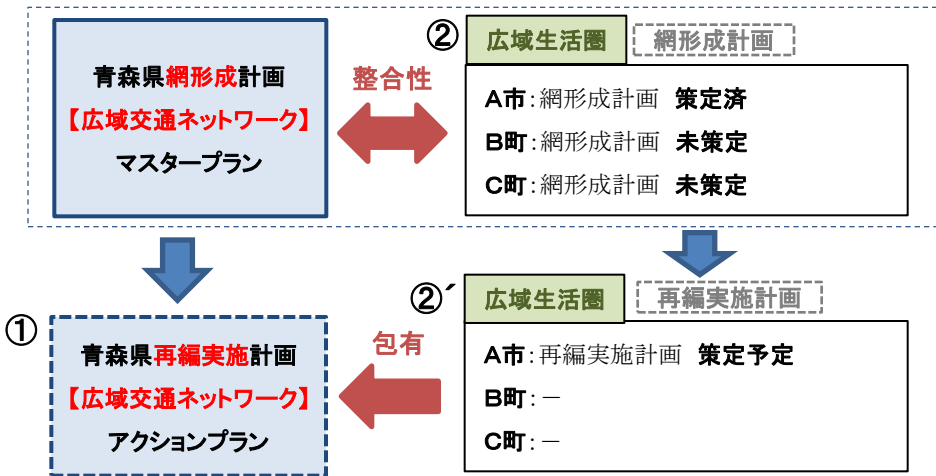 青森県網形成計画
【広域交通ネットワーク】
マスタープラン
整合性
②
広域生活圏
網形成計画
A市:網形成計画 策定済
B町:網形成計画 未策定
C町:網形成計画 未策定
①
青森県再編実施計画
【広域交通ネットワーク】
アクションプラン
包有
②´
広域生活圏
再編実施計画
A市:再編実施計画 策定予定
B町:－
C町:－